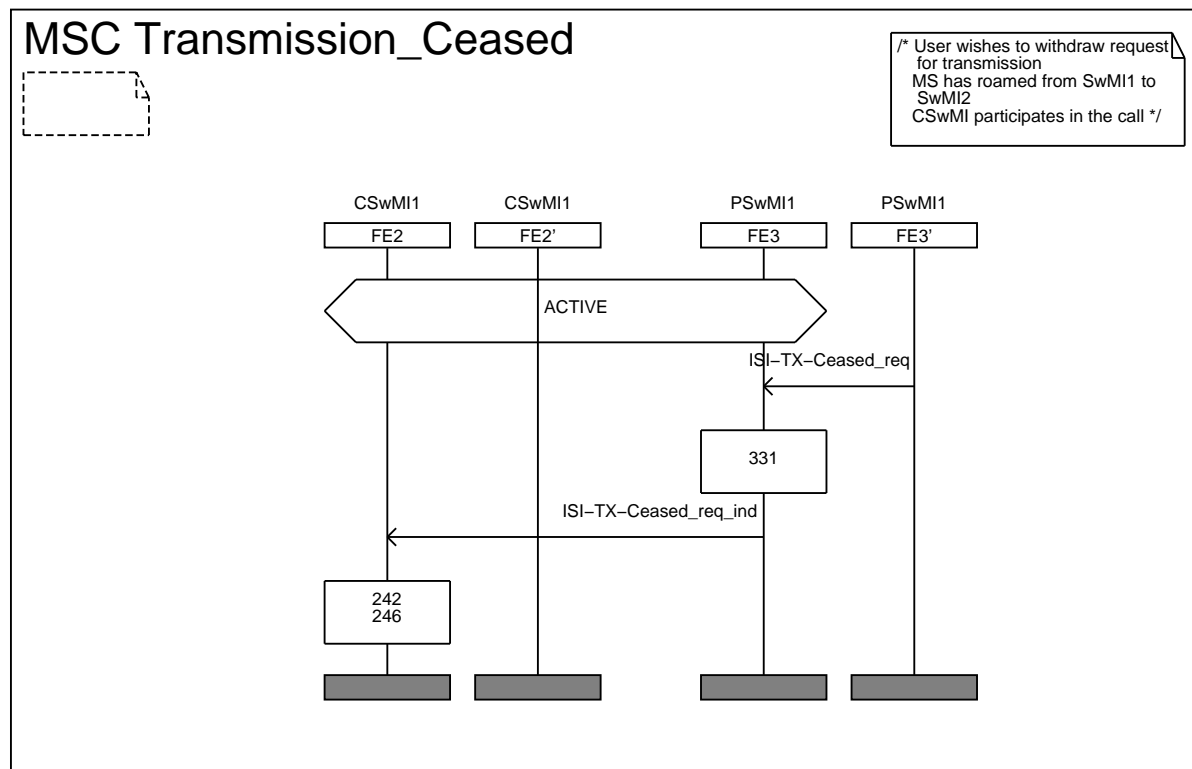 MSC Transmission_Ceased
/* User wishes to withdraw request
for transmission
MS has roamed from SwMI1 to
SwMI2
CSwMI participates in the call */
CSwMI1 CSwMI1 PSwMI1 PSwMI1
FE2 FE2' FE3 FE3'
ACTIVE
ISI−TX−Ceased_req
331
ISI−TX−Ceased_req_ind
242
246